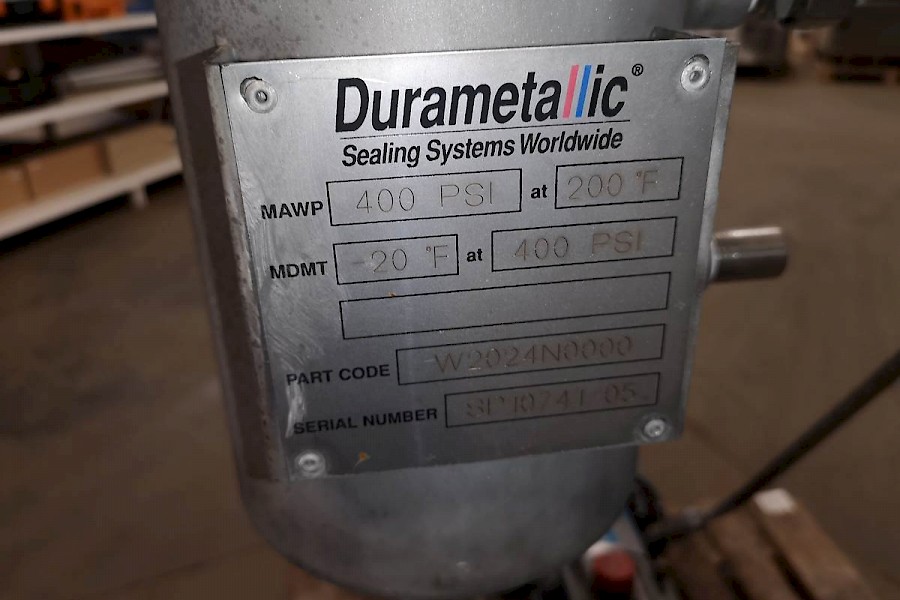 Durametallic®
Sealing Systems Worldwide
MAWP 400 PSI at 200 °F
MDMT -20 °F at 400 PSI
PART CODE W2024N0000
SERIAL NUMBER